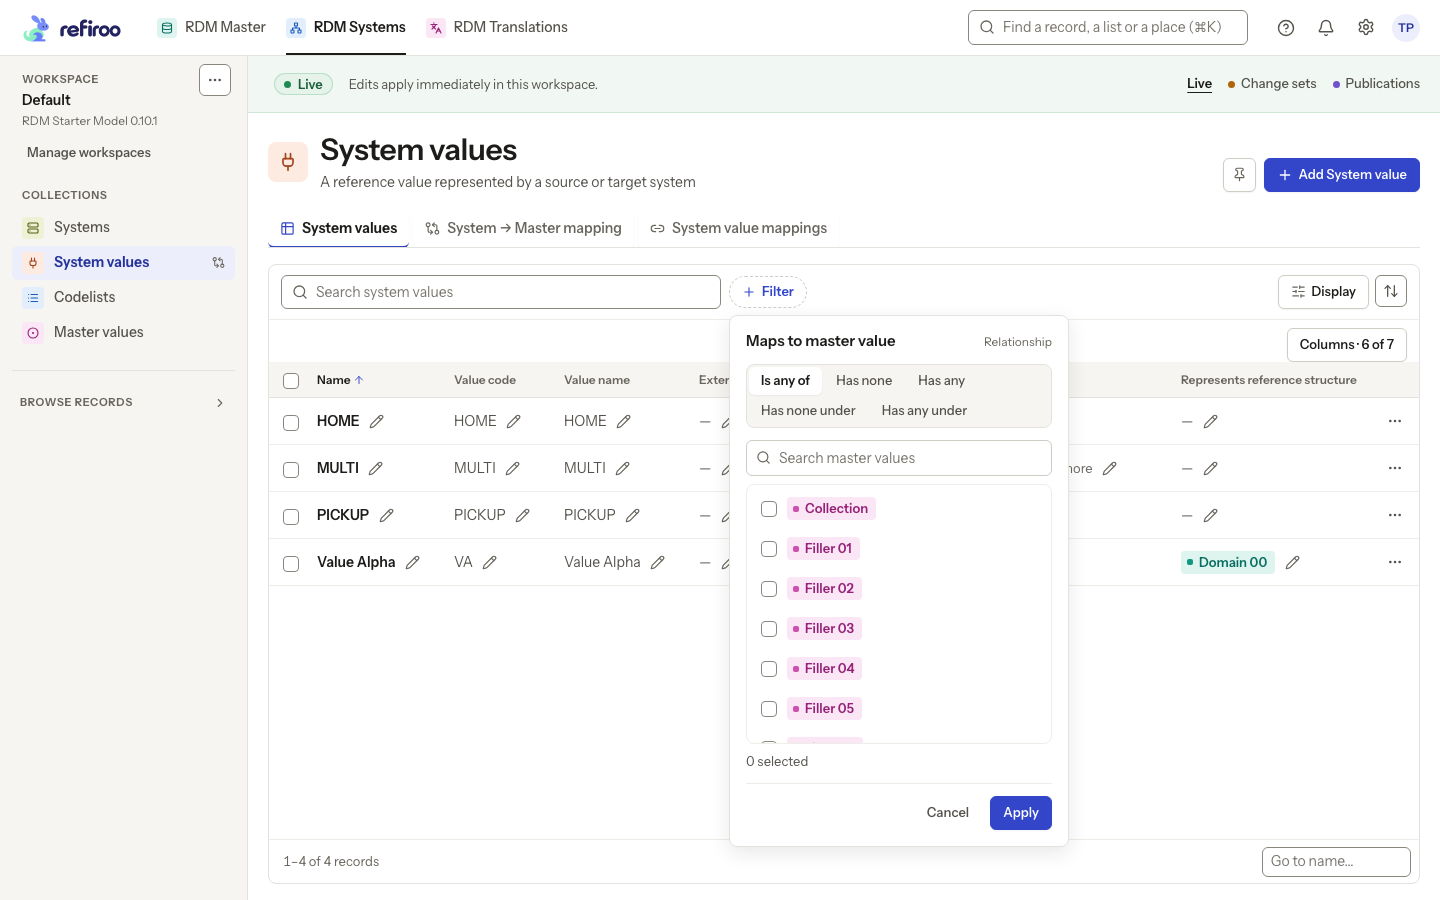 refiroo
RDM Master
RDM Systems
RDM Translations
Find a record, a list or a place (⌘K)
TP
WORKSPACE
Default
RDM Starter Model 0.10.1
Manage workspaces
COLLECTIONS
Systems
System values
Codelists
Master values
BROWSE RECORDS
Live
Edits apply immediately in this workspace.
Live
Change sets
Publications
System values
A reference value represented by a source or target system
Add System value
System values
System → Master mapping
System value mappings
Search system values
Filter
Display
Columns · 6 of 7
Name ↑ Value code Value name Exter Represents reference structure
HOME HOME HOME — —
MULTI MULTI MULTI — more —
PICKUP PICKUP PICKUP — —
Value Alpha VA Value Alpha — Domain 00
Maps to master value
Relationship
Is any of
Has none
Has any
Has none under
Has any under
Search master values
Collection
Filler 01
Filler 02
Filler 03
Filler 04
Filler 05
0 selected
Cancel
Apply
1–4 of 4 records
Go to name...